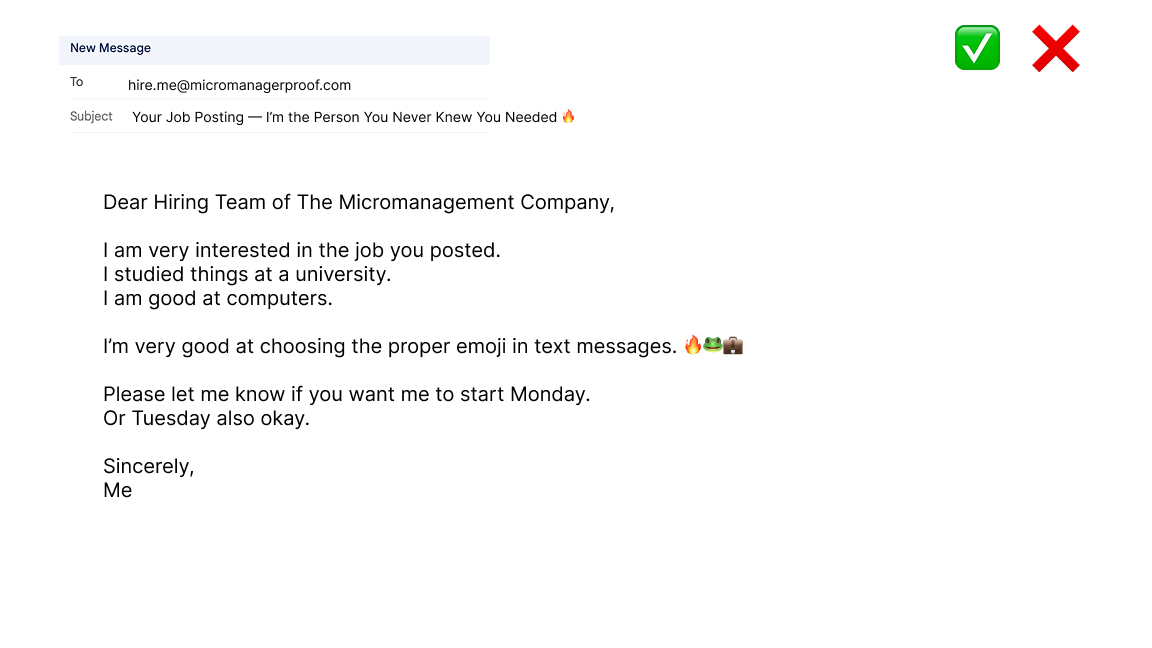 New Message
To hire.me@micromanagerproof.com
Subject Your Job Posting — I’m the Person You Never Knew You Needed 🔥
Dear Hiring Team of The Micromanagement Company,
I am very interested in the job you posted.
I studied things at a university.
I am good at computers.
I’m very good at choosing the proper emoji in text messages. 🔥🐸💼
Please let me know if you want me to start Monday.
Or Tuesday also okay.
Sincerely,
Me